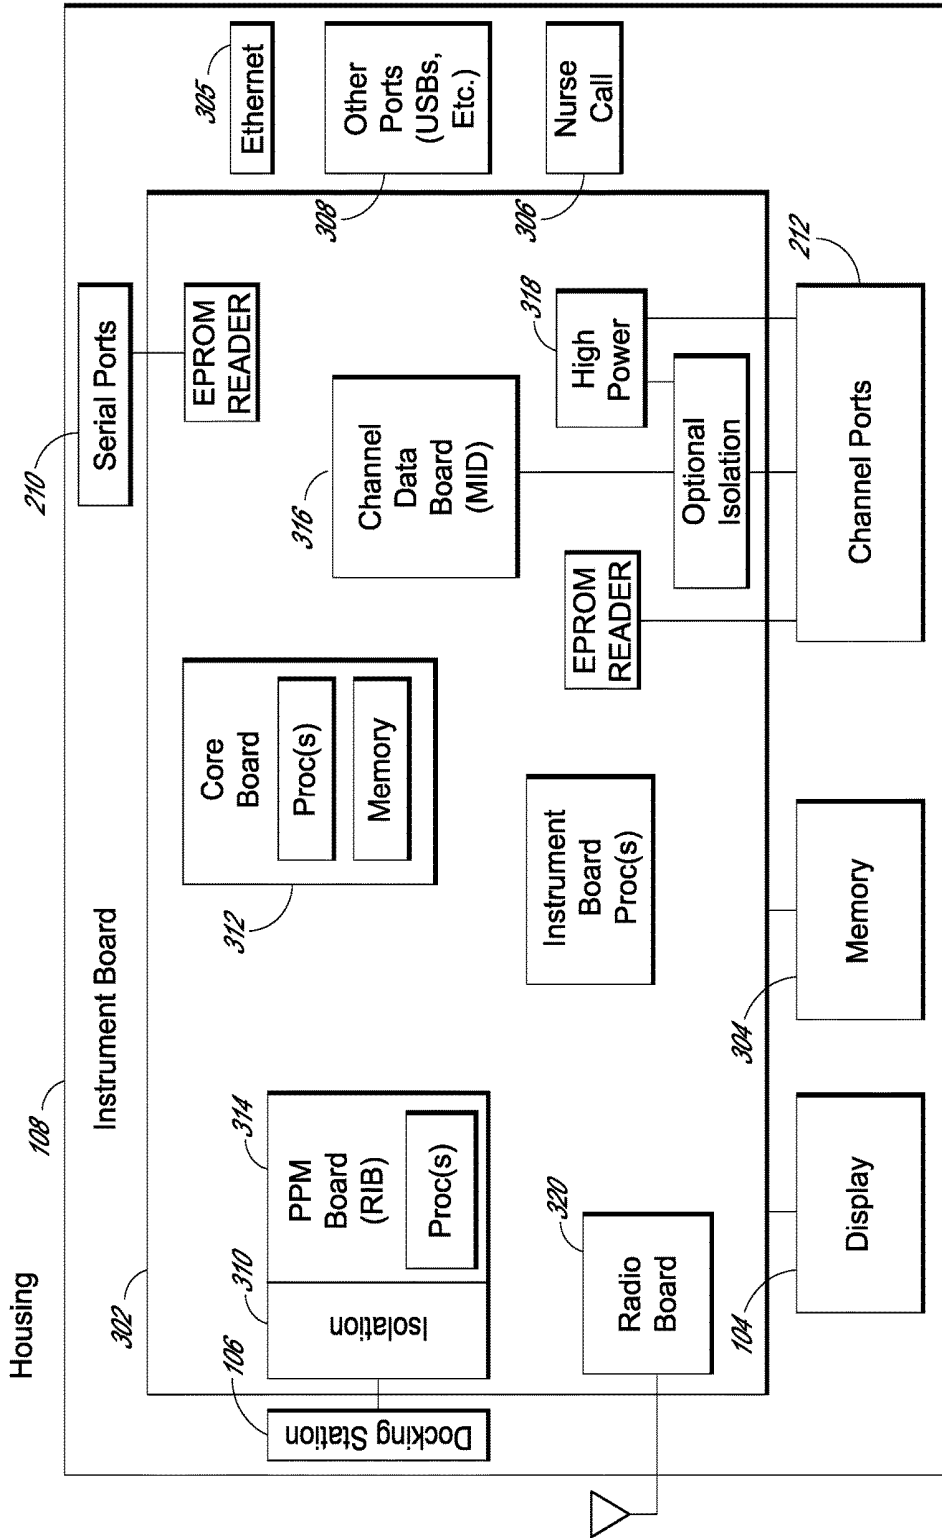 Housing
108
Instrument Board
302
210
Serial Ports
EPROM
READER
305
Ethernet
Other
Ports
(USBs,
Etc.)
308
Nurse
Call
306
106
Docking Station
310
Isolation
314
PPM
Board
(RIB)
Proc(s)
312
Core
Board
Proc(s)
Memory
316
Channel
Data
Board
(MID)
318
High
Power
320
Radio
Board
Instrument
Board
Proc(s)
EPROM
READER
Optional
Isolation
104
Display
304
Memory
212
Channel Ports